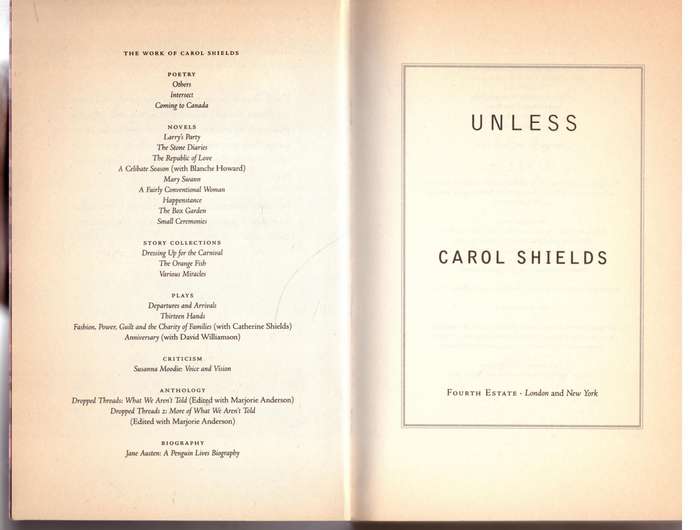 THE WORK OF CAROL SHIELDS
POETRY
Others
Intersect
Coming to Canada
NOVELS
Larry's Party
The Stone Diaries
The Republic of Love
A Celibate Season (with Blanche Howard)
Mary Swann
A Fairly Conventional Woman
Happenstance
The Box Garden
Small Ceremonies
STORY COLLECTIONS
Dressing Up for the Carnival
The Orange Fish
Various Miracles
PLAYS
Departures and Arrivals
Thirteen Hands
Fashion, Power, Guilt and the Charity of Families (with Catherine Shields)
Anniversary (with David Williamson)
CRITICISM
Susanna Moodie: Voice and Vision
ANTHOLOGY
Dropped Threads: What We Aren't Told (Edited with Marjorie Anderson)
Dropped Threads 2: More of What We Aren't Told
(Edited with Marjorie Anderson)
BIOGRAPHY
Jane Austen: A Penguin Lives Biography
UNLESS
CAROL SHIELDS
FOURTH ESTATE · London and New York